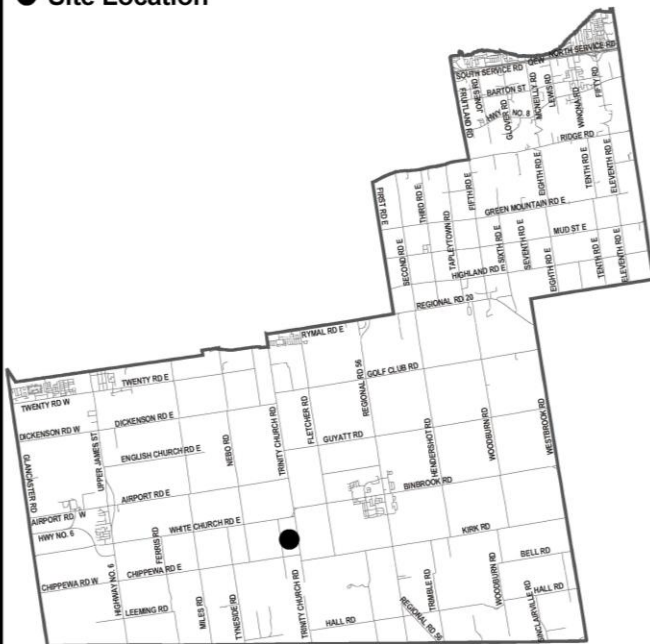 Site Location
QEW
NORTH SERVICE RD
SOUTH SERVICE RD
BARTON ST
FRUITLAND RD
JONES RD
GLOVER RD
MCNEILLY RD
LEWIS RD
WINONA RD
FIFTY RD
RIDGE RD
FIRST RD E
SECOND RD E
THIRD RD E
TAPLEYTOWN RD
FIFTH RD E
SIXTH RD E
SEVENTH RD E
EIGHTH RD E
TENTH RD E
ELEVENTH RD E
GREEN MOUNTAIN RD E
MUD ST E
HIGHLAND RD E
EIGHTH RD E
TENTH RD E
ELEVENTH RD E
REGIONAL RD 20
RYMAL RD E
REGIONAL RD 56
GOLF CLUB RD
TWENTY RD E
TWENTY RD W
DICKENSON RD E
DICKENSON RD W
GLANCASTER RD
UPPER JAMES ST
ENGLISH CHURCH RD E
NEBO RD
TRINITY CHURCH RD
FLETCHER RD
GUYATT RD
HENDERSHOT RD
WOODBURN RD
WESTBROOK RD
BINBROOK RD
AIRPORT RD E
AIRPORT RD W
HWY NO. 6
WHITE CHURCH RD E
FERRIS RD
KIRK RD
CHIPPEWA RD W
CHIPPEWA RD E
HIGHWAY NO. 6
LEEMING RD
MILES RD
TYNESIDE RD
TRINITY CHURCH RD
HALL RD
TRIMBLE RD
REGIONAL RD 56
WOODBURN RD
BELL RD
HALL RD
SINCLAIRVILLE RD